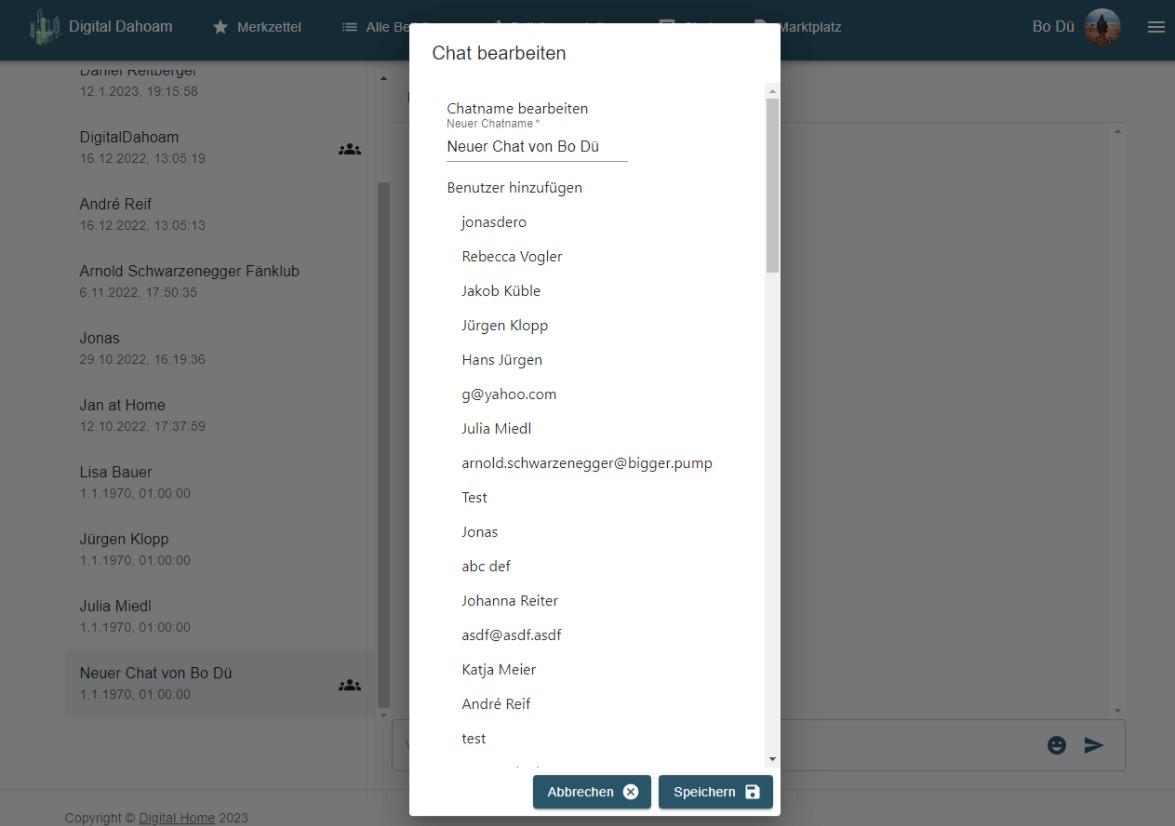 Digital Dahoam
Merkzettel
Alle
Marktplatz
Bo Dü
Daniel Reitberger
12.1.2023, 19:15:58
DigitalDahoam
16.12.2022, 13:05:19
André Reif
16.12.2022, 13:05:13
Arnold Schwarzenegger Fänklub
6.11.2022, 17:50:35
Jonas
29.10.2022, 16:19:36
Jan at Home
12.10.2022, 17:37:59
Lisa Bauer
1.1.1970, 01:00:00
Jürgen Klopp
1.1.1970, 01:00:00
Julia Miedl
1.1.1970, 01:00:00
Neuer Chat von Bo Dü
1.1.1970, 01:00:00
Chat bearbeiten
Chatname bearbeiten
Neuer Chatname *
Neuer Chat von Bo Dü
Benutzer hinzufügen
jonasdero
Rebecca Vogler
Jakob Küble
Jürgen Klopp
Hans Jürgen
g@yahoo.com
Julia Miedl
arnold.schwarzenegger@bigger.pump
Test
Jonas
abc def
Johanna Reiter
asdf@asdf.asdf
Katja Meier
André Reif
test
Abbrechen
Speichern
Copyright © Digital Home 2023